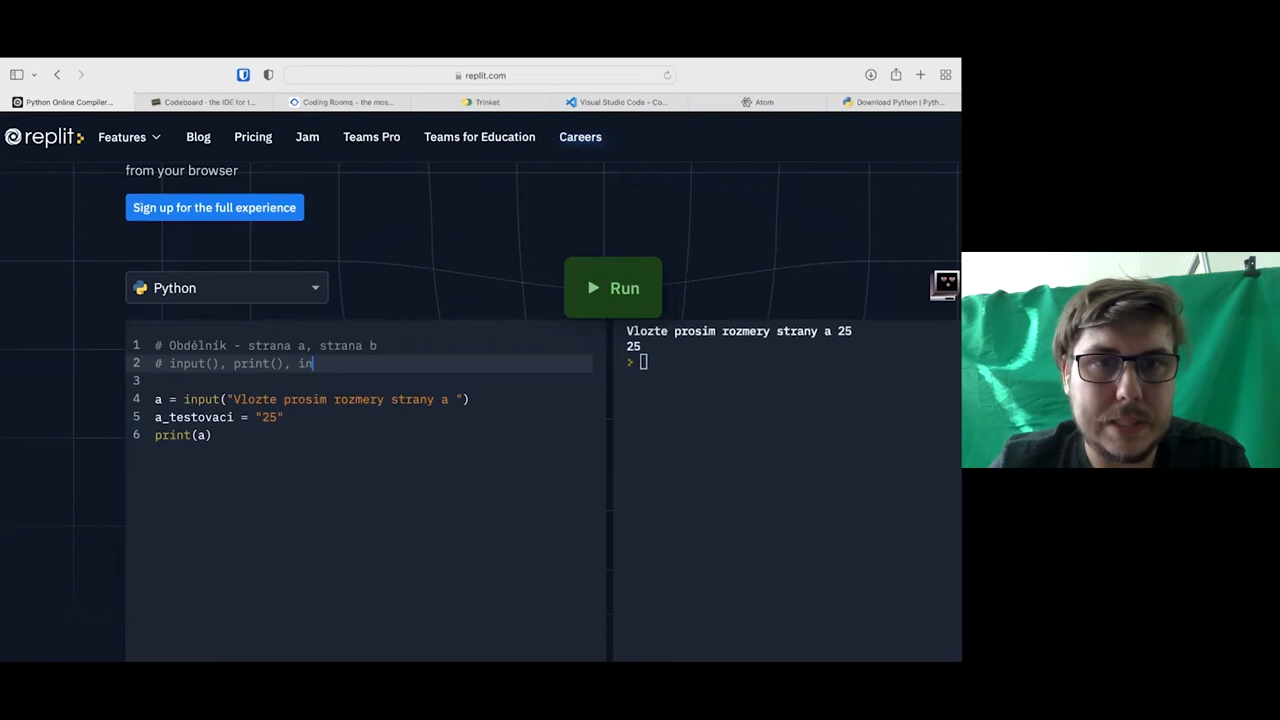 replit.com
Python Online Compiler...
Codeboard - the IDE for t...
Coding Rooms - the mos...
Trinket
Visual Studio Code - Co...
Atom
Download Python | Pyth...
replit
Features
Blog
Pricing
Jam
Teams Pro
Teams for Education
Careers
from your browser
Sign up for the full experience
Python
Run
1 # Obdélník - strana a, strana b
2 # input(), print(), in
3
4 a = input("Vlozte prosim rozmery strany a ")
5 a_testovaci = "25"
6 print(a)
Vlozte prosim rozmery strany a 25
25
>